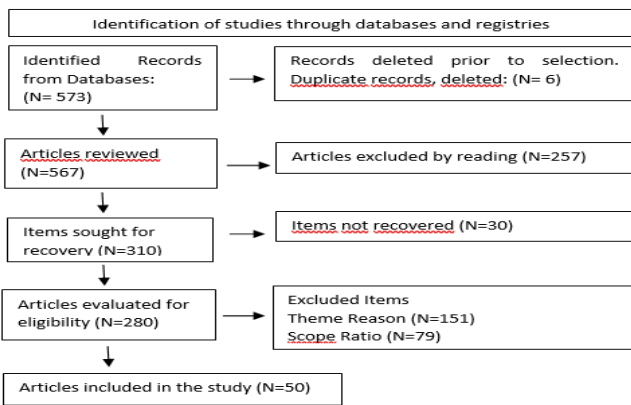 Identification of studies through databases and registries
Identified Records
from Databases:
(N= 573)
Records deleted prior to selection.
Duplicate records, deleted: (N= 6)
Articles reviewed
(N=567)
Articles excluded by reading (N=257)
Items sought for
recovery (N=310)
Items not recovered (N=30)
Articles evaluated for
eligibility (N=280)
Excluded Items
Theme Reason (N=151)
Scope Ratio (N=79)
Articles included in the study (N=50)